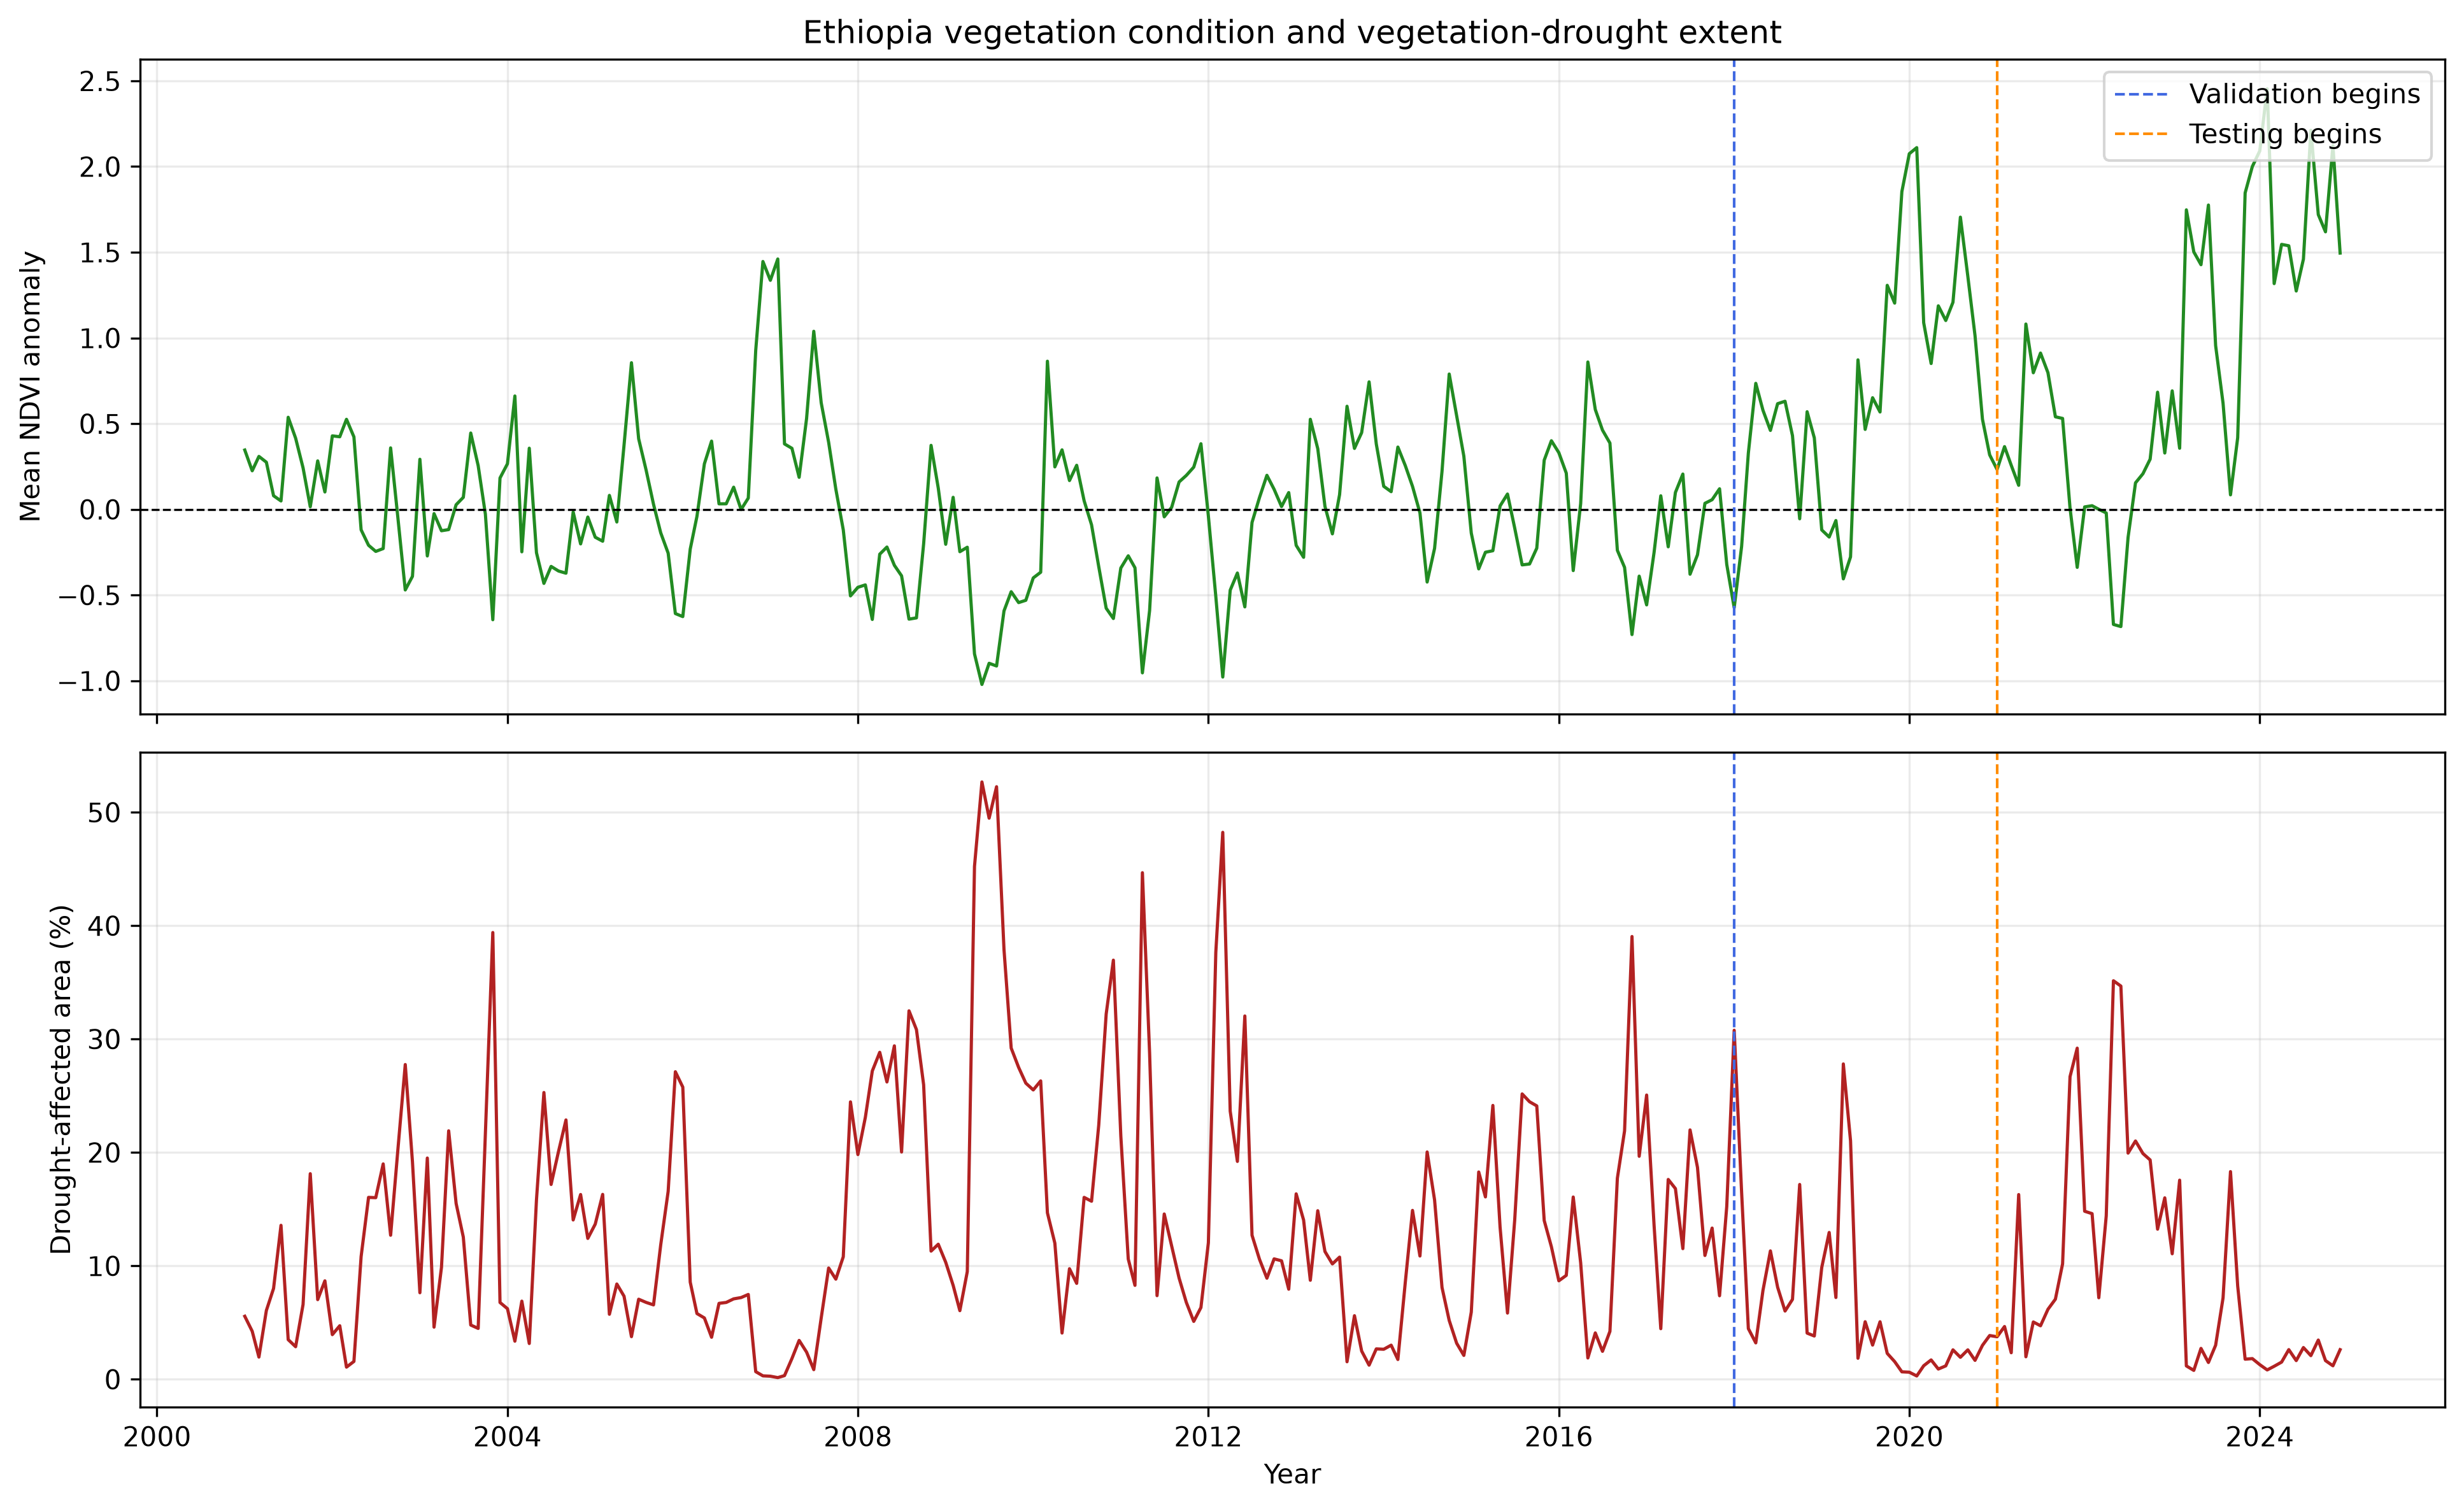 Ethiopia vegetation condition and vegetation-drought extent
Mean NDVI anomaly
2.5
2.0
1.5
1.0
0.5
0.0
−0.5
−1.0
Validation begins
Testing begins
Drought-affected area (%)
50
40
30
20
10
0
2000 2004 2008 2012 2016 2020 2024
Year